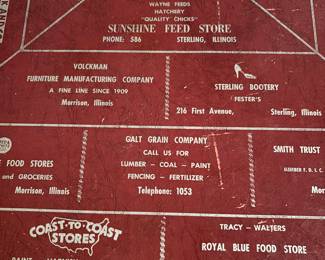 WAYNE FEEDS
HATCHERY
"QUALITY CHICKS"
SUNSHINE FEED STORE
PHONE: 586 STERLING, ILLINOIS
VOLCKMAN
FURNITURE MANUFACTURING COMPANY
A FINE LINE SINCE 1909
Morrison, Illinois
STERLING BOOTERY
FESTER'S
216 First Avenue, Sterling, Illinois
E FOOD STORES
and GROCERIES
Morrison, Illinois
GALT GRAIN COMPANY
CALL US FOR
LUMBER - COAL - PAINT
FENCING - FERTILIZER
Telephone: 1053
SMITH TRUST
MEMBER F. D. I. C.
Mor
COAST-TO-COAST
STORES
TRACY - WALTERS
ROYAL BLUE FOOD STORE